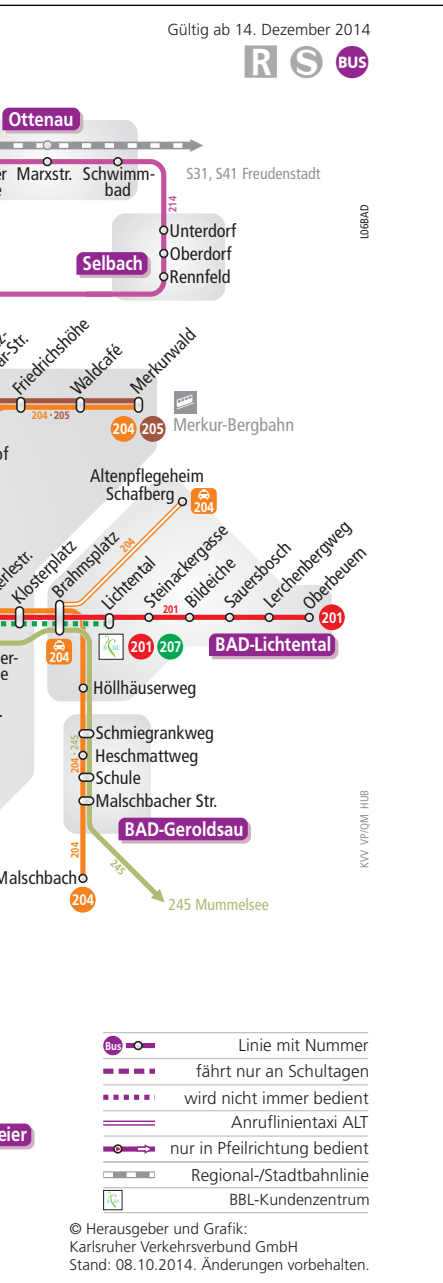 Gültig ab 14. Dezember 2014
R S BUS
Ottenau
Marxstr.
Schwimm-
bad
S31, S41 Freudenstadt
214
L06BAD
Unterdorf
Oberdorf
Rennfeld
Selbach
Friedrichshöhe
Waldcafé
Merkurwald
204 · 205
204 205
Merkur-Bergbahn
Altenpflegeheim
Schafberg
204
204
Klosterplatz
Brahmsplatz
Lichtental
Steinackergasse
Bildeiche
Sauersbosch
Lerchenbergweg
Oberbeuern
201
201
204
201 207
BAD-Lichtental
Höllhäuserweg
Schmiegrankweg
Heschmattweg
Schule
Malschbacher Str.
204 · 245
BAD-Geroldsau
204
245
Malschbach
204
245 Mummelsee
KVV VP/QM HUB
Bus Linie mit Nummer
fährt nur an Schultagen
wird nicht immer bedient
Anruflinientaxi ALT
nur in Pfeilrichtung bedient
Regional-/Stadtbahnlinie
BBL-Kundenzentrum
eier
© Herausgeber und Grafik:
Karlsruher Verkehrsverbund GmbH
Stand: 08.10.2014. Änderungen vorbehalten.